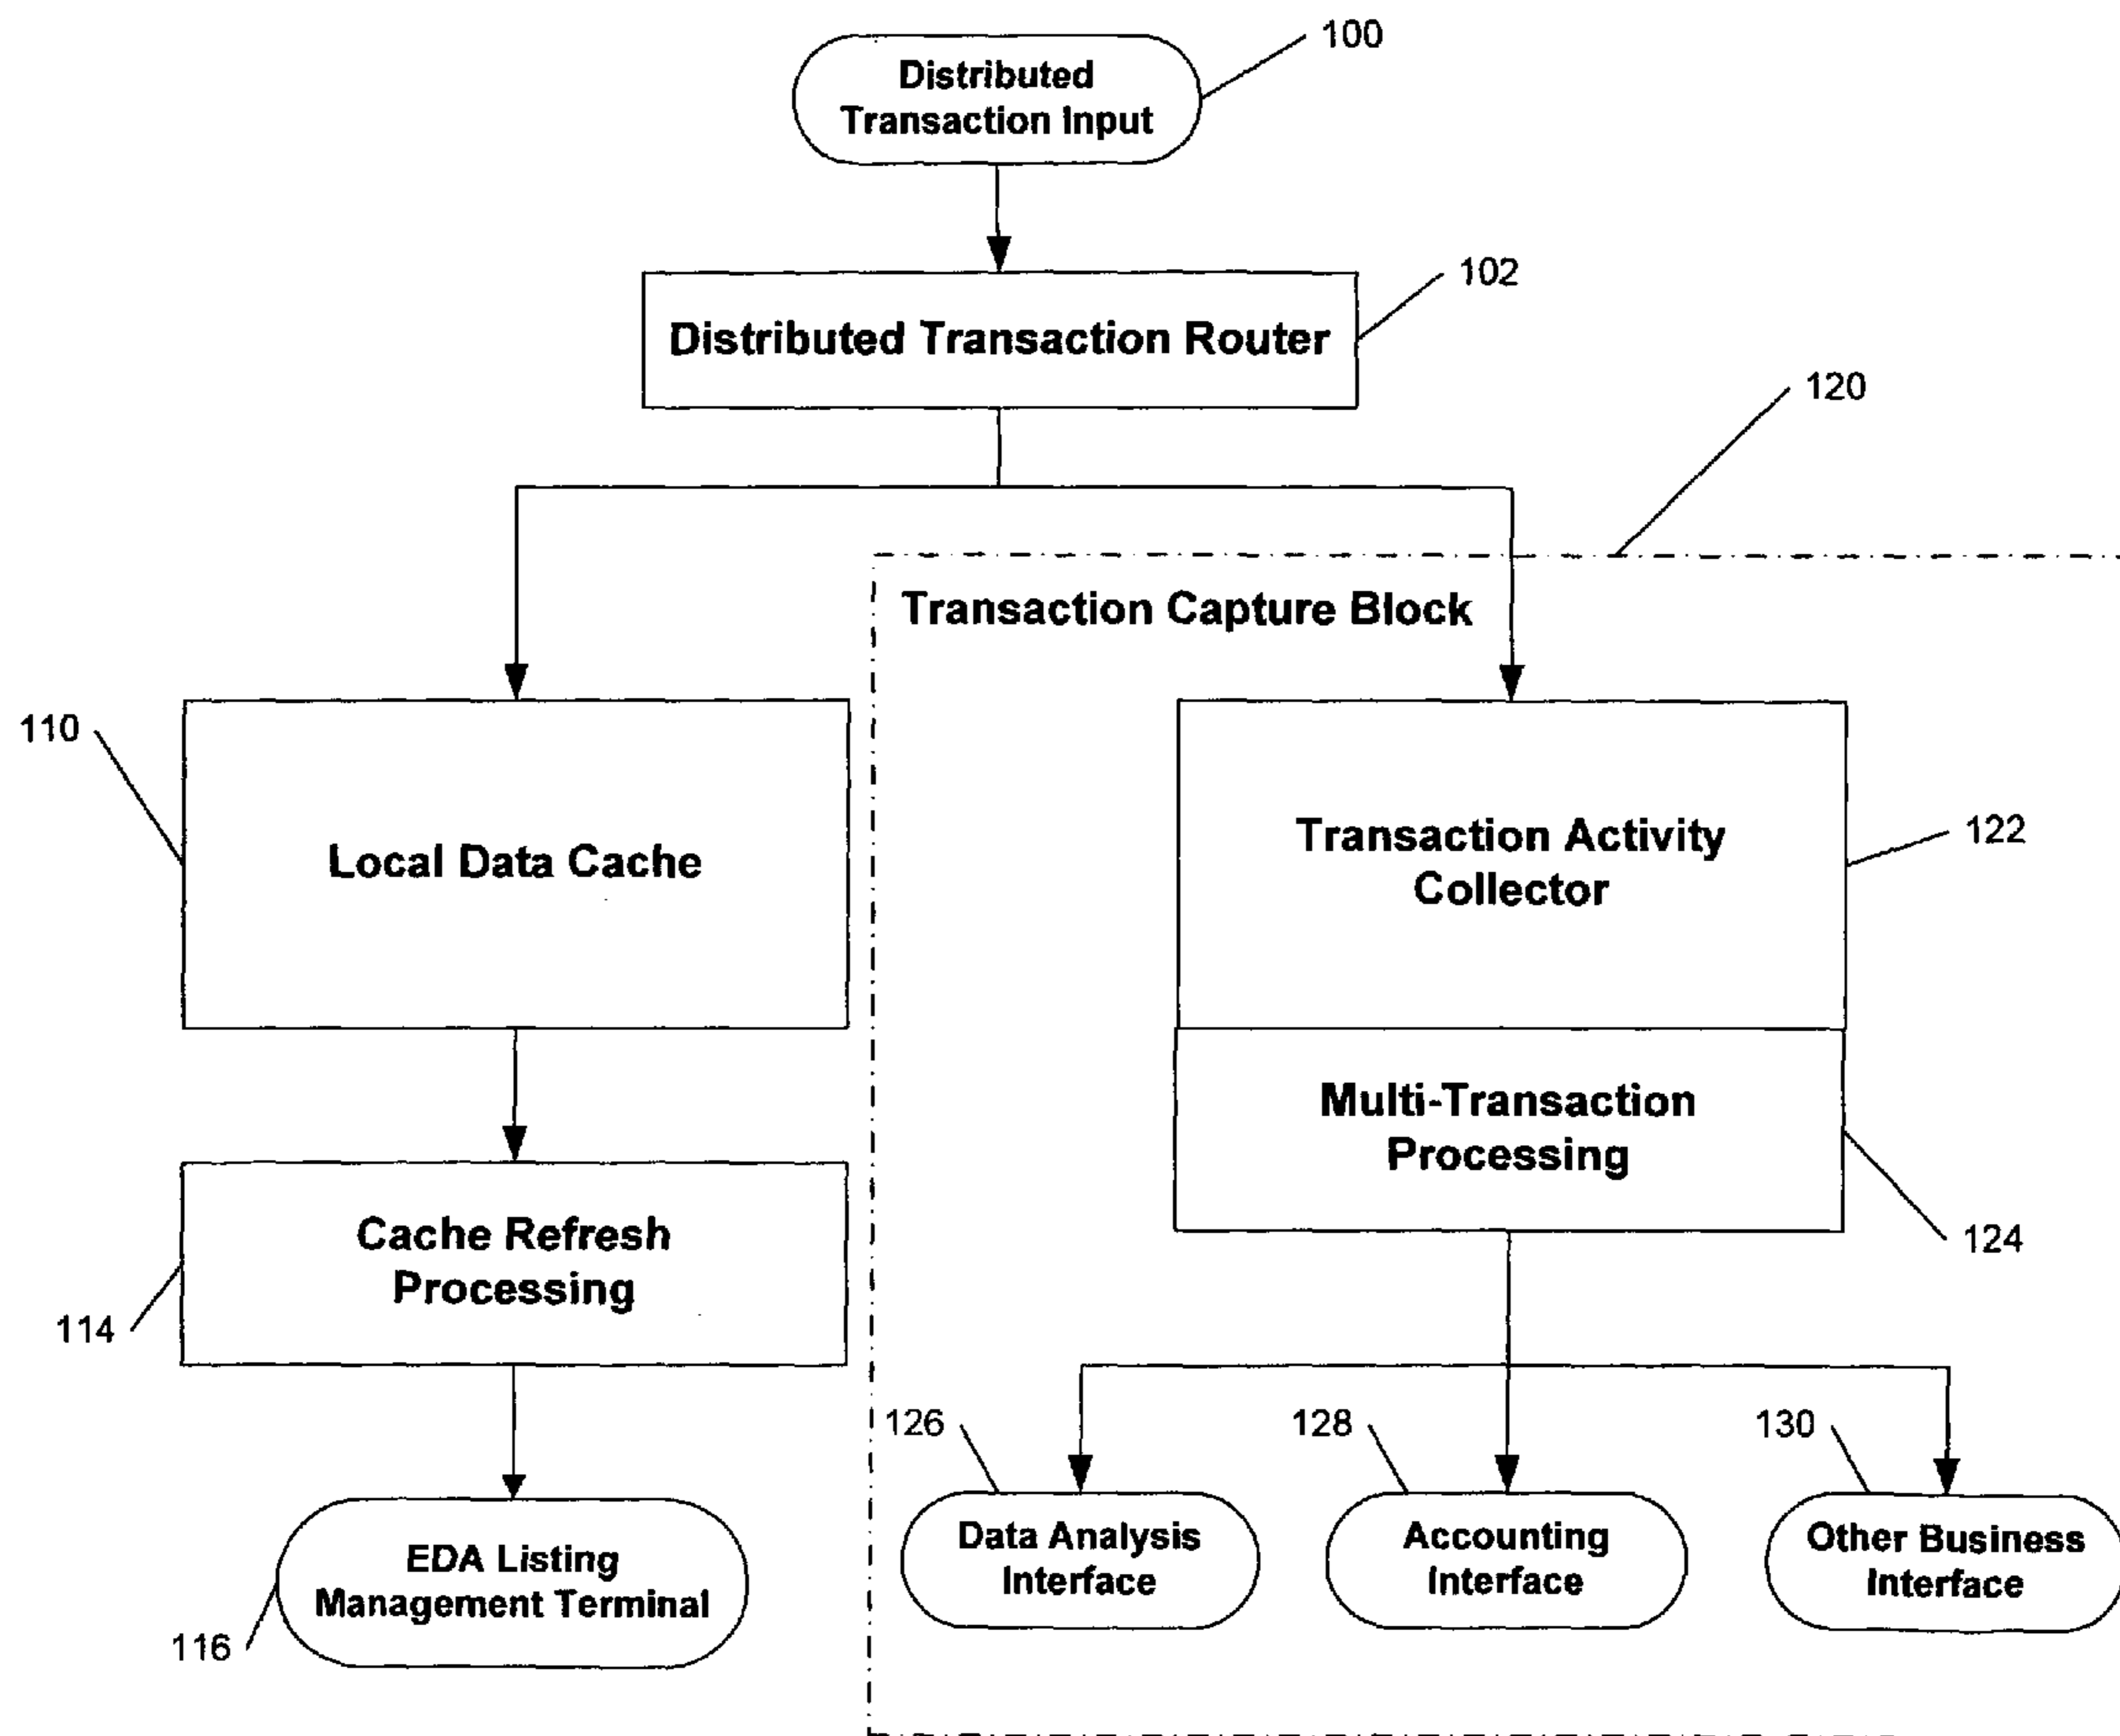 100
Distributed
Transaction Input
102
Distributed Transaction Router
120
Transaction Capture Block
110
Local Data Cache
Transaction Activity
Collector
122
Multi-Transaction
Processing
124
Cache Refresh
Processing
114
126
128
130
EDA Listing
Management Terminal
116
Data Analysis
Interface
Accounting
Interface
Other Business
Interface